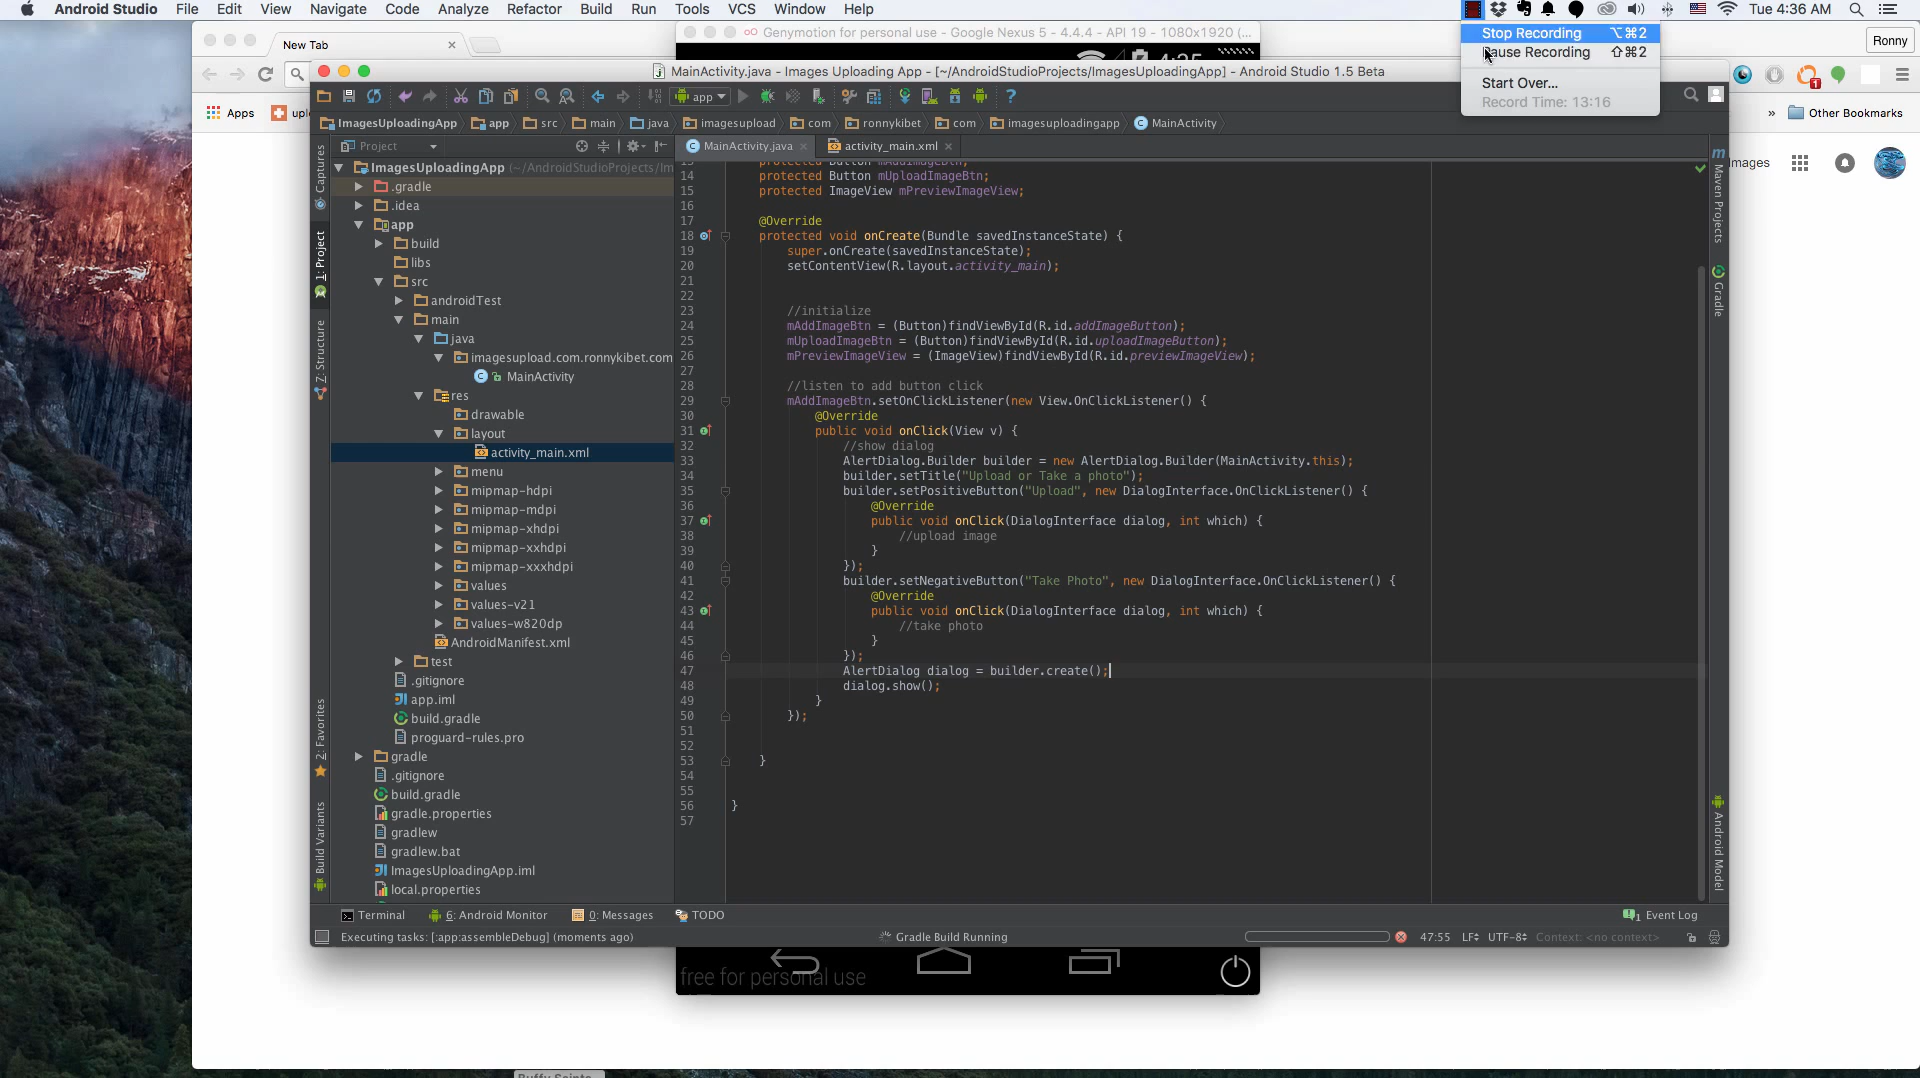 Android Studio File Edit View Navigate Code Analyze Refactor Build Run Tools VCS Window Help Tue 4:36 AM
Stop Recording ⌥⌘2
Pause Recording ⇧⌘2
Start Over...
Record Time: 13:16
New Tab
Ronny
Genymotion for personal use - Google Nexus 5 - 4.4.4 - API 19 - 1080x1920 (...
MainActivity.java - Images Uploading App - [~/AndroidStudioProjects/ImagesUploadingApp] - Android Studio 1.5 Beta
app
Apps
» Other Bookmarks
Images
ImagesUploadingApp app src main java imagesupload com ronnykibet com imagesuploadingapp MainActivity
Project
MainActivity.java
activity_main.xml
Captures
1: Project
7: Structure
2: Favorites
Build Variants
ImagesUploadingApp (~/AndroidStudioProjects/Im
.gradle
.idea
app
build
libs
src
androidTest
main
java
imagesupload.com.ronnykibet.com
MainActivity
res
drawable
layout
activity_main.xml
menu
mipmap-hdpi
mipmap-mdpi
mipmap-xhdpi
mipmap-xxhdpi
mipmap-xxxhdpi
values
values-v21
values-w820dp
AndroidManifest.xml
test
.gitignore
app.iml
build.gradle
proguard-rules.pro
gradle
.gitignore
build.gradle
gradle.properties
gradlew
gradlew.bat
ImagesUploadingApp.iml
local.properties
14 protected Button mUploadImageBtn;
15 protected ImageView mPreviewImageView;
16
17 @Override
18 protected void onCreate(Bundle savedInstanceState) {
19 super.onCreate(savedInstanceState);
20 setContentView(R.layout.activity_main);
21
22
23 //initialize
24 mAddImageBtn = (Button)findViewById(R.id.addImageButton);
25 mUploadImageBtn = (Button)findViewById(R.id.uploadImageButton);
26 mPreviewImageView = (ImageView)findViewById(R.id.previewImageView);
27
28 //listen to add button click
29 mAddImageBtn.setOnClickListener(new View.OnClickListener() {
30 @Override
31 public void onClick(View v) {
32 //show dialog
33 AlertDialog.Builder builder = new AlertDialog.Builder(MainActivity.this);
34 builder.setTitle("Upload or Take a photo");
35 builder.setPositiveButton("Upload", new DialogInterface.OnClickListener() {
36 @Override
37 public void onClick(DialogInterface dialog, int which) {
38 //upload image
39 }
40 });
41 builder.setNegativeButton("Take Photo", new DialogInterface.OnClickListener() {
42 @Override
43 public void onClick(DialogInterface dialog, int which) {
44 //take photo
45 }
46 });
47 AlertDialog dialog = builder.create();
48 dialog.show();
49 }
50 });
51
52
53 }
54
55
56 }
57
Maven Projects
Gradle
Android Model
Terminal 6: Android Monitor 0: Messages TODO 1 Event Log
Executing tasks: [:app:assembleDebug] (moments ago) Gradle Build Running 47:55 LF UTF-8 Context: <no context>
free for personal use